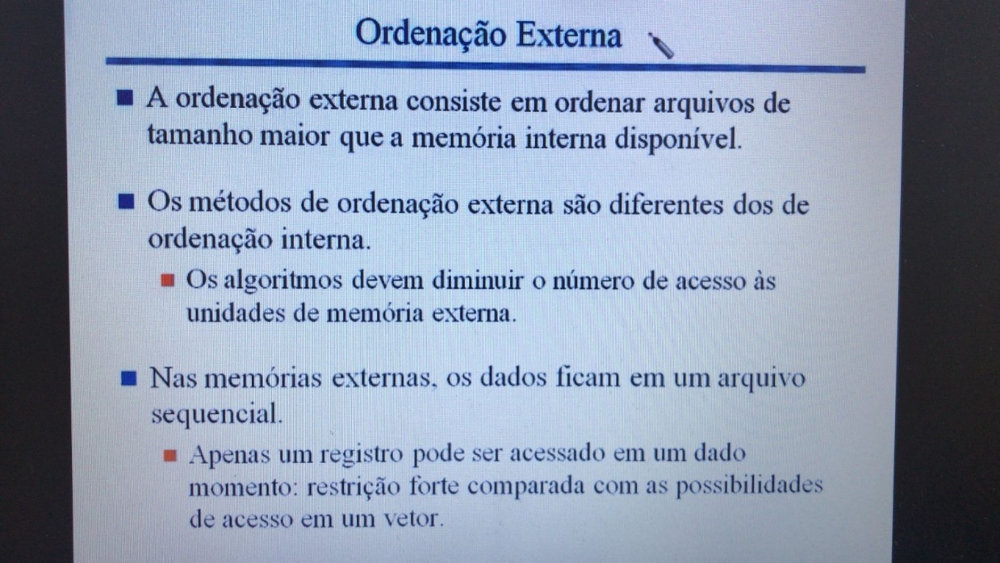 Ordenação Externa
A ordenação externa consiste em ordenar arquivos de
tamanho maior que a memória interna disponível.
Os métodos de ordenação externa são diferentes dos de
ordenação interna.
Os algoritmos devem diminuir o número de acesso às
unidades de memória externa.
Nas memórias externas, os dados ficam em um arquivo
sequencial.
Apenas um registro pode ser acessado em um dado
momento: restrição forte comparada com as possibilidades
de acesso em um vetor.